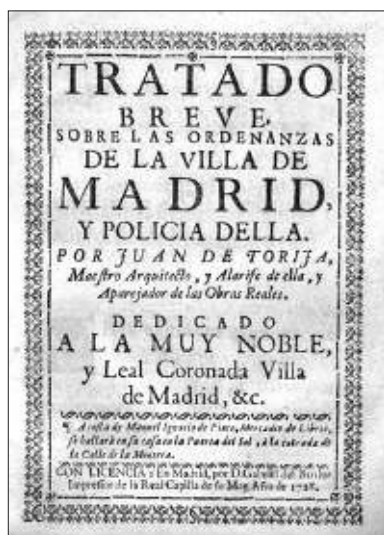 TRATADO
BREVE,
SOBRE LAS ORDENANZAS
DE LA VILLA DE
MADRID,
Y POLICIA DELLA.
POR JUAN DE TORIJA,
Maestro Arquitecto, y Alarife de ella, y
Aparejador de las Obras Reales.
DEDICADO
A LA MUY NOBLE,
y Leal Coronada Villa
de Madrid, &c.
¶ A costa de Manuel Ignacio de Pinto, Mercader de Libros,
se hallarà en su casa en la Puerta del Sol, à la entrada de
la Calle de la Montera.
CON LICENCIA: En Madrid, por
Impressor de la Real Capilla de su Mag. Año de 1728.